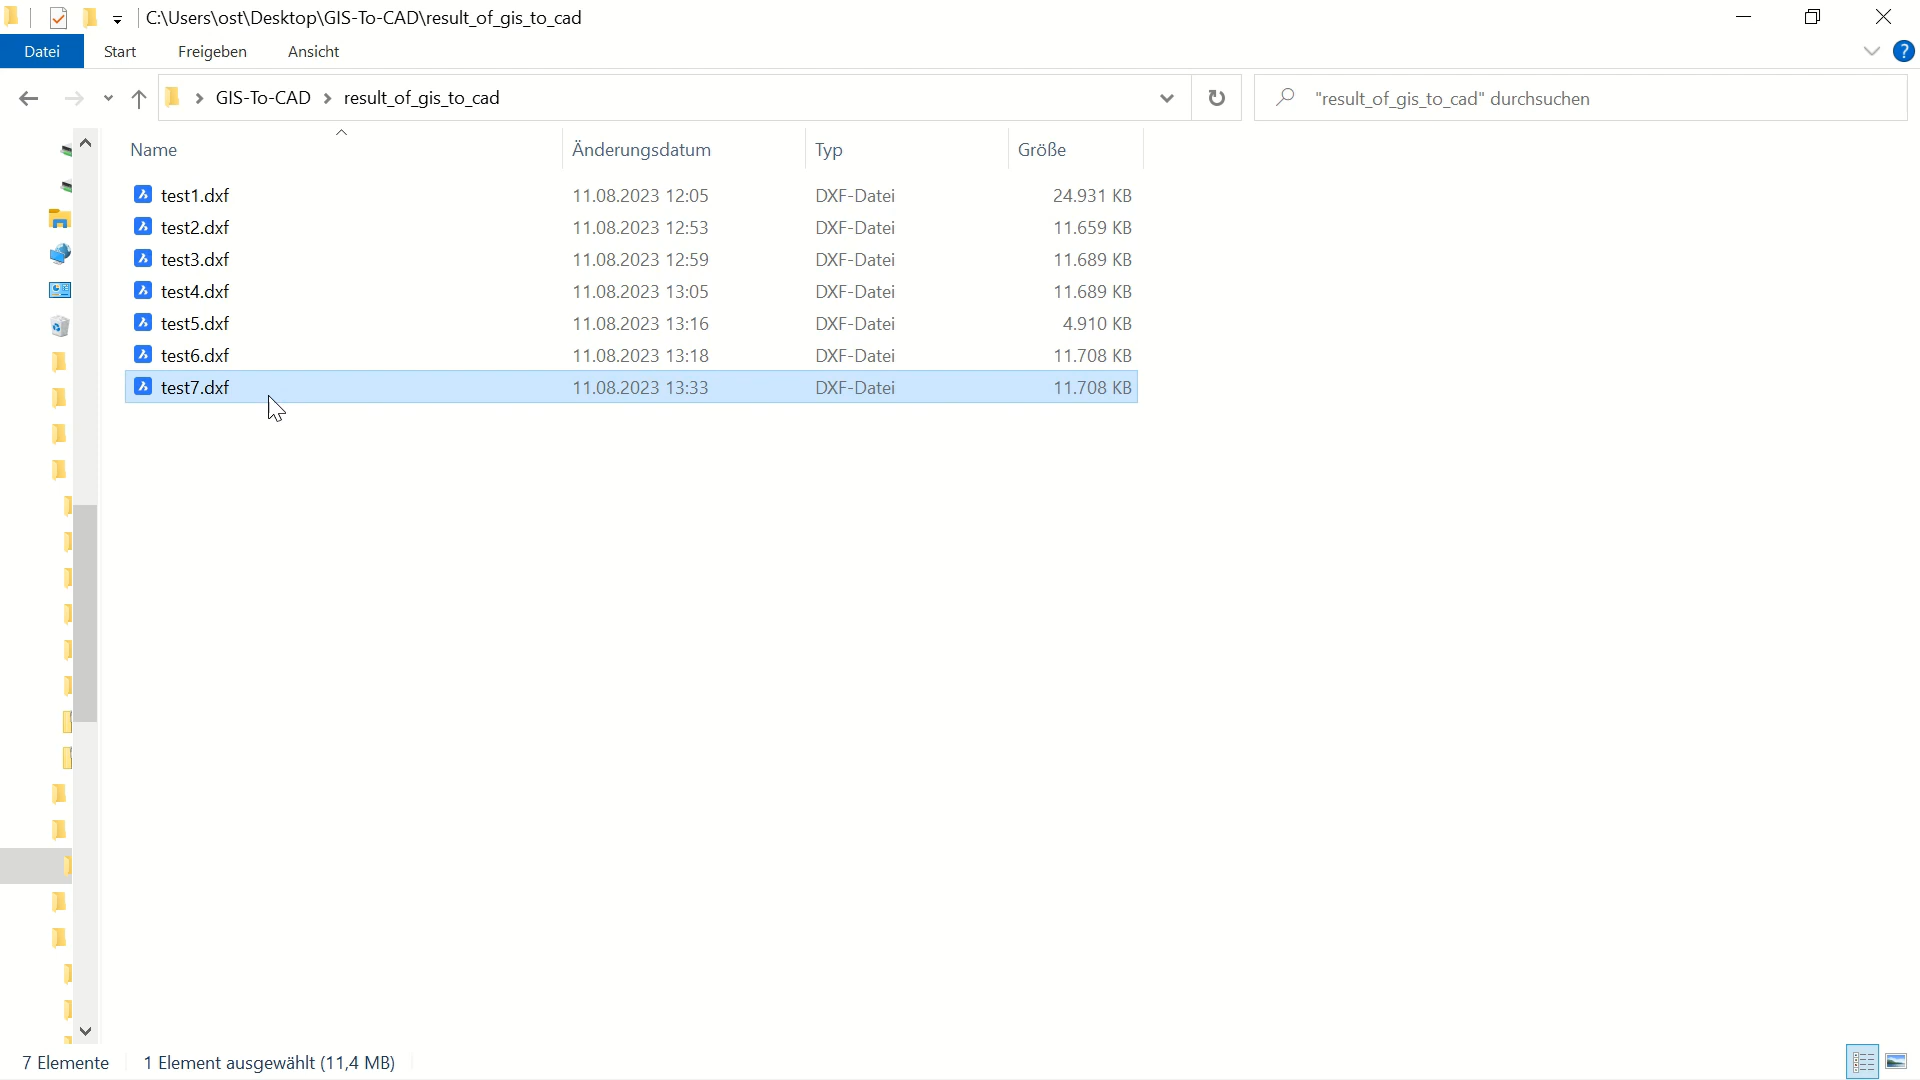 C:\Users\ost\Desktop\GIS-To-CAD\result_of_gis_to_cad
Datei Start Freigeben Ansicht ?
GIS-To-CAD result_of_gis_to_cad "result_of_gis_to_cad" durchsuchen
Name Änderungsdatum Typ Größe
test1.dxf 11.08.2023 12:05 DXF-Datei 24.931 KB
test2.dxf 11.08.2023 12:53 DXF-Datei 11.659 KB
test3.dxf 11.08.2023 12:59 DXF-Datei 11.689 KB
test4.dxf 11.08.2023 13:05 DXF-Datei 11.689 KB
test5.dxf 11.08.2023 13:16 DXF-Datei 4.910 KB
test6.dxf 11.08.2023 13:18 DXF-Datei 11.708 KB
test7.dxf 11.08.2023 13:33 DXF-Datei 11.708 KB
7 Elemente 1 Element ausgewählt (11,4 MB)